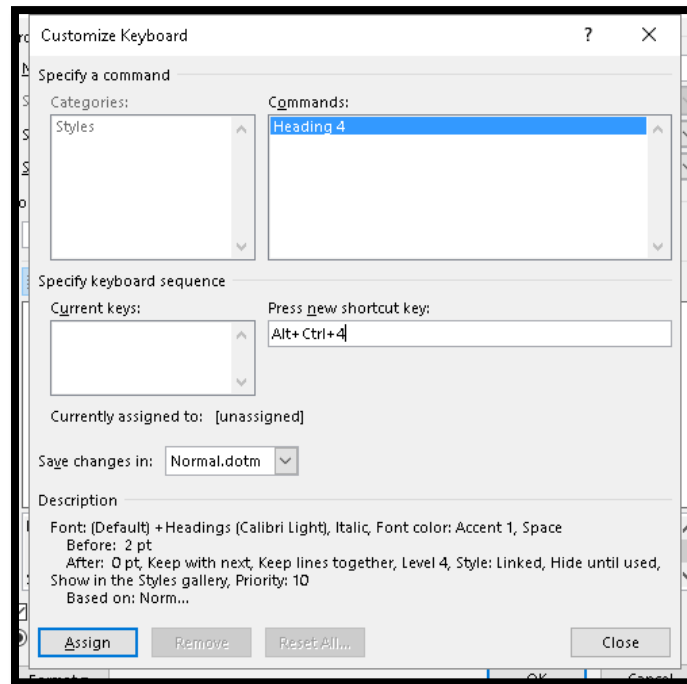 Customize Keyboard ? X
Specify a command
Categories: Commands:
Styles Heading 4
Specify keyboard sequence
Current keys: Press new shortcut key:
Alt+Ctrl+4
Currently assigned to: [unassigned]
Save changes in: Normal.dotm
Description
Font: (Default) +Headings (Calibri Light), Italic, Font color: Accent 1, Space
Before: 2 pt
After: 0 pt, Keep with next, Keep lines together, Level 4, Style: Linked, Hide until used,
Show in the Styles gallery, Priority: 10
Based on: Norm...
Assign Remove Reset All... Close
OK Cancel